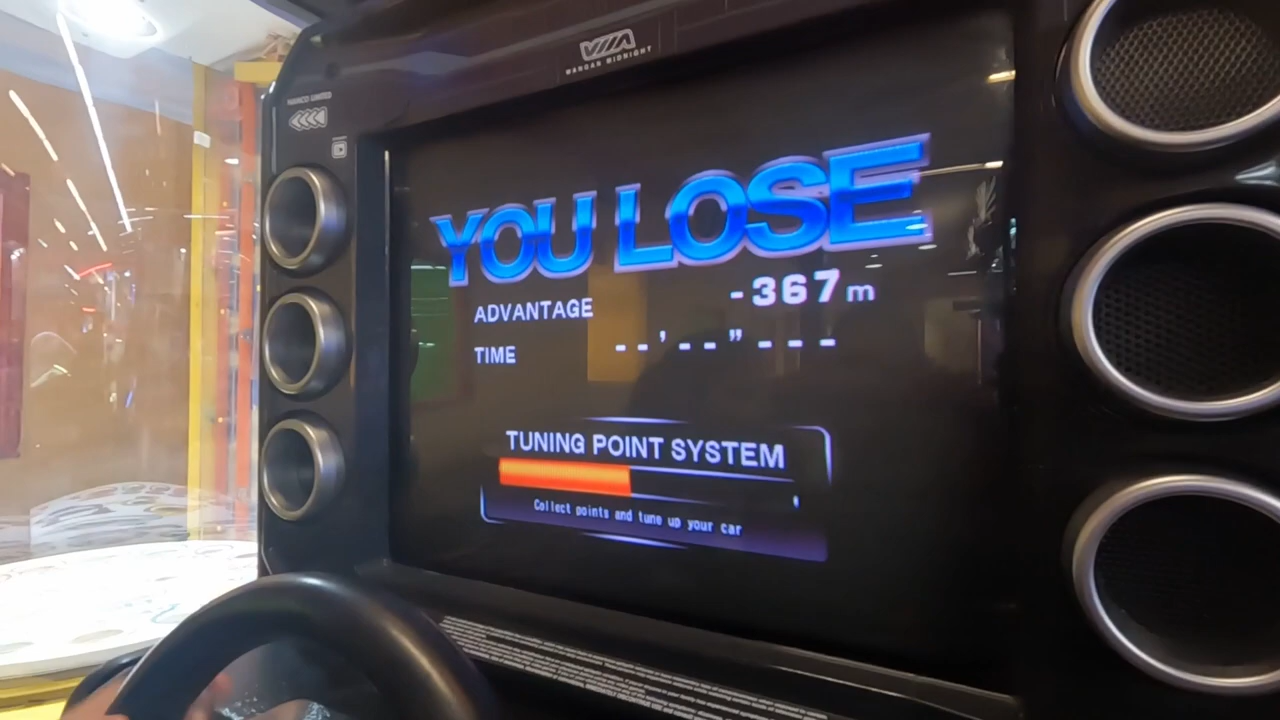 WANGAN MIDNIGHT
NAMCO LIMITED
YOU LOSE
ADVANTAGE -367m
TIME --'--"---
TUNING POINT SYSTEM
Collect points and tune up your car